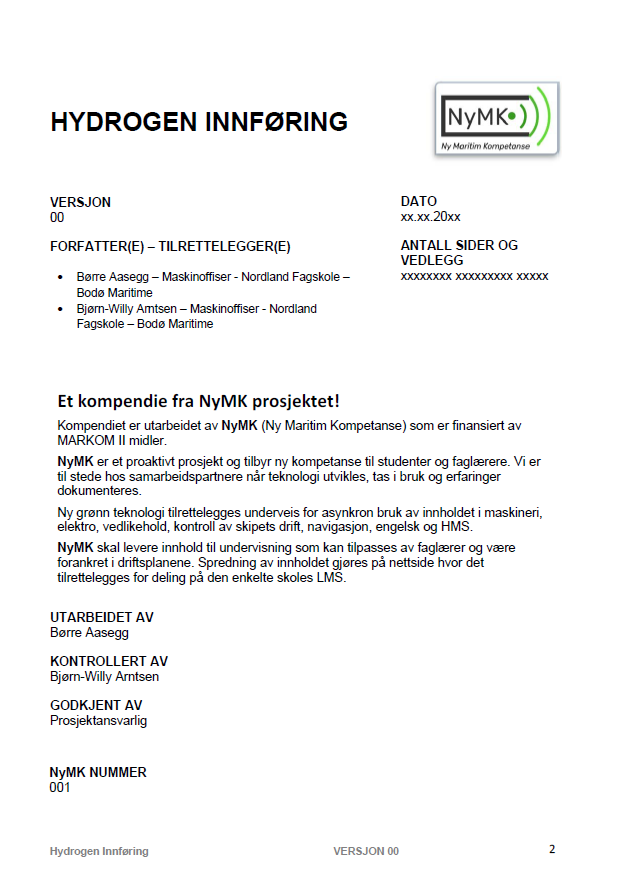 HYDROGEN INNFØRING
NyMK
Ny Maritim Kompetanse
VERSJON
00
DATO
xx.xx.20xx
FORFATTER(E) – TILRETTELEGGER(E)
• Børre Aasegg – Maskinoffiser - Nordland Fagskole –
Bodø Maritime
• Bjørn-Willy Arntsen – Maskinoffiser - Nordland
Fagskole – Bodø Maritime
ANTALL SIDER OG
VEDLEGG
xxxxxxxx xxxxxxxxx xxxxx
Et kompendie fra NyMK prosjektet!
Kompendiet er utarbeidet av NyMK (Ny Maritim Kompetanse) som er finansiert av
MARKOM II midler.
NyMK er et proaktivt prosjekt og tilbyr ny kompetanse til studenter og faglærere. Vi er
til stede hos samarbeidspartnere når teknologi utvikles, tas i bruk og erfaringer
dokumenteres.
Ny grønn teknologi tilrettelegges underveis for asynkron bruk av innholdet i maskineri,
elektro, vedlikehold, kontroll av skipets drift, navigasjon, engelsk og HMS.
NyMK skal levere innhold til undervisning som kan tilpasses av faglærer og være
forankret i driftsplanene. Spredning av innholdet gjøres på nettside hvor det
tilrettelegges for deling på den enkelte skoles LMS.
UTARBEIDET AV
Børre Aasegg
KONTROLLERT AV
Bjørn-Willy Arntsen
GODKJENT AV
Prosjektansvarlig
NyMK NUMMER
001
Hydrogen Innføring
VERSJON 00
2